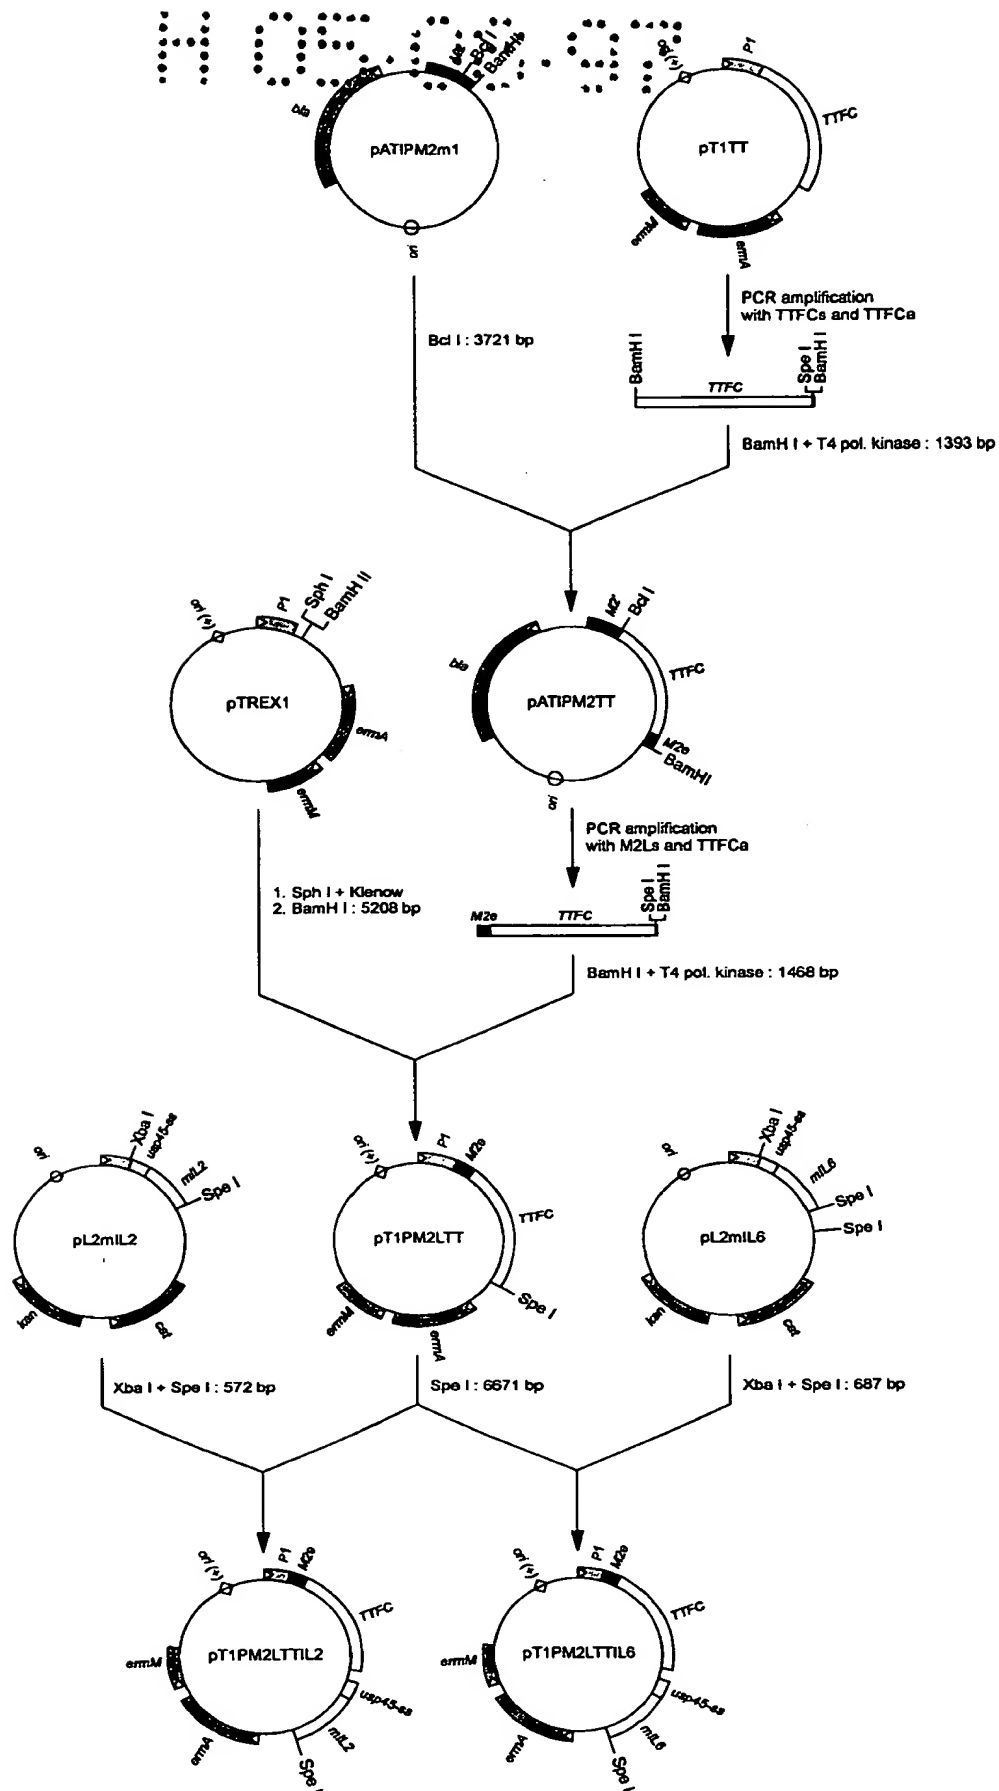 H 05.03.97
bla
M2'
Bcl I
BamHI
pATIPM2m1
ori
ori (+)
P1
TTFC
pT1TT
ermM
ermA
PCR amplification
with TTFCs and TTFCa
Bcl I : 3721 bp
BamH I
TTFC
Spe I
BamH I
BamH I + T4 pol. kinase : 1393 bp
ori (+)
P1
Sph I
BamH II
pTREX1
ermA
ermM
bla
M2'
Bcl I
TTFC
pATIPM2TT
M2e
BamHI
ori
PCR amplification
with M2Ls and TTFCa
1. Sph I + Klenow
2. BamH I : 5208 bp
M2e
TTFC
Spe I
BamH I
BamH I + T4 pol. kinase : 1468 bp
ori
Xba I
usp45-ss
mIL2
Spe I
pL2mIL2
kan
cat
ori (+)
P1
M2e
TTFC
pT1PM2LTT
Spe I
ermM
ermA
ori
Xba I
usp45-ss
mIL6
Spe I
Spe I
pL2mIL6
kan
cat
Xba I + Spe I : 572 bp
Spe I : 6671 bp
Xba I + Spe I : 687 bp
ori (+)
P1
M2e
TTFC
pT1PM2LTTIL2
ermM
usp45-ss
mIL2
ermA
Spe I
ori (+)
P1
M2e
TTFC
pT1PM2LTTIL6
ermM
usp45-ss
mIL6
ermA
Spe I